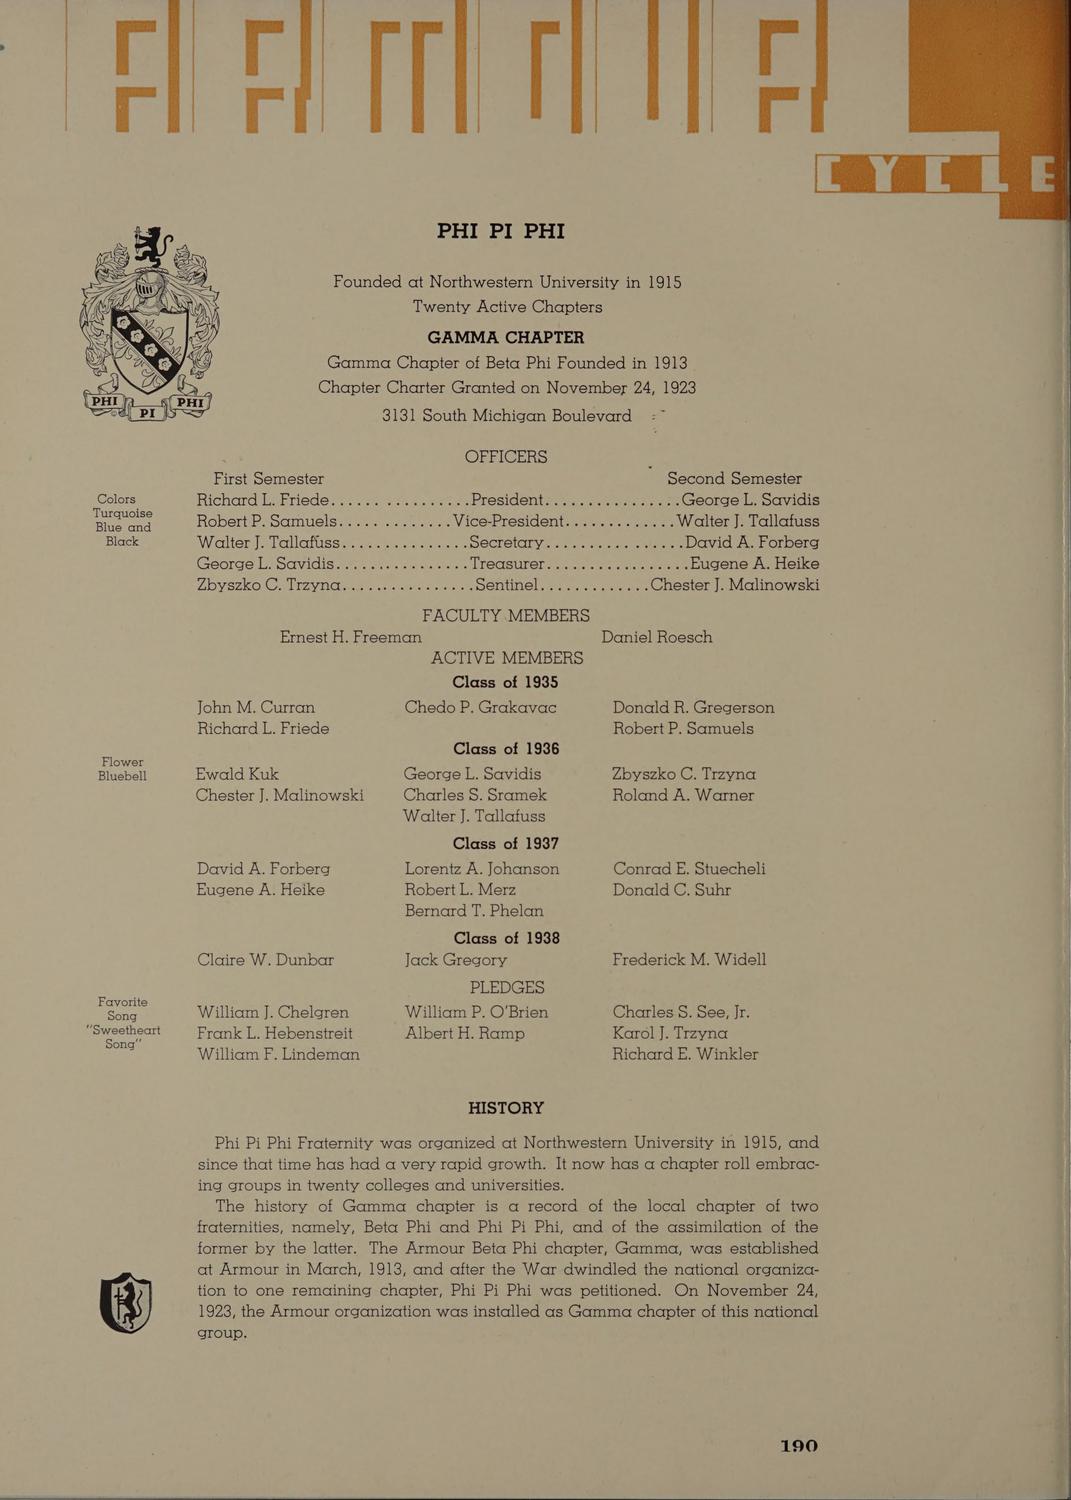 ARMOUR
CYCLE
PHI PI PHI
Founded at Northwestern University in 1915
Twenty Active Chapters
GAMMA CHAPTER
Gamma Chapter of Beta Phi Founded in 1913
Chapter Charter Granted on November 24, 1923
3131 South Michigan Boulevard
PHI PI PHI
OFFICERS
First Semester Second Semester
Richard L. Friede................President................George L. Savidis
Robert P. Samuels.............Vice-President.............Walter J. Tallafuss
Walter J. Tallafuss...............Secretary................David A. Forberg
George L. Savidis................Treasurer.................Eugene A. Heike
Zbyszko C. Trzyna................Sentinel.............Chester J. Malinowski
Colors
Turquoise
Blue and
Black
FACULTY MEMBERS
Ernest H. Freeman Daniel Roesch
ACTIVE MEMBERS
Class of 1935
John M. Curran Chedo P. Grakavac Donald R. Gregerson
Richard L. Friede Robert P. Samuels
Class of 1936
Flower
Bluebell
Ewald Kuk George L. Savidis Zbyszko C. Trzyna
Chester J. Malinowski Charles S. Sramek Roland A. Warner
Walter J. Tallafuss
Class of 1937
David A. Forberg Lorentz A. Johanson Conrad E. Stuecheli
Eugene A. Heike Robert L. Merz Donald C. Suhr
Bernard T. Phelan
Class of 1938
Claire W. Dunbar Jack Gregory Frederick M. Widell
PLEDGES
Favorite
Song
"Sweetheart
Song"
William J. Chelgren William P. O'Brien Charles S. See, Jr.
Frank L. Hebenstreit Albert H. Ramp Karol J. Trzyna
William F. Lindeman Richard E. Winkler
HISTORY
Phi Pi Phi Fraternity was organized at Northwestern University in 1915, and
since that time has had a very rapid growth. It now has a chapter roll embrac-
ing groups in twenty colleges and universities.
The history of Gamma chapter is a record of the local chapter of two
fraternities, namely, Beta Phi and Phi Pi Phi, and of the assimilation of the
former by the latter. The Armour Beta Phi chapter, Gamma, was established
at Armour in March, 1913, and after the War dwindled the national organiza-
tion to one remaining chapter, Phi Pi Phi was petitioned. On November 24,
1923, the Armour organization was installed as Gamma chapter of this national
group.
190